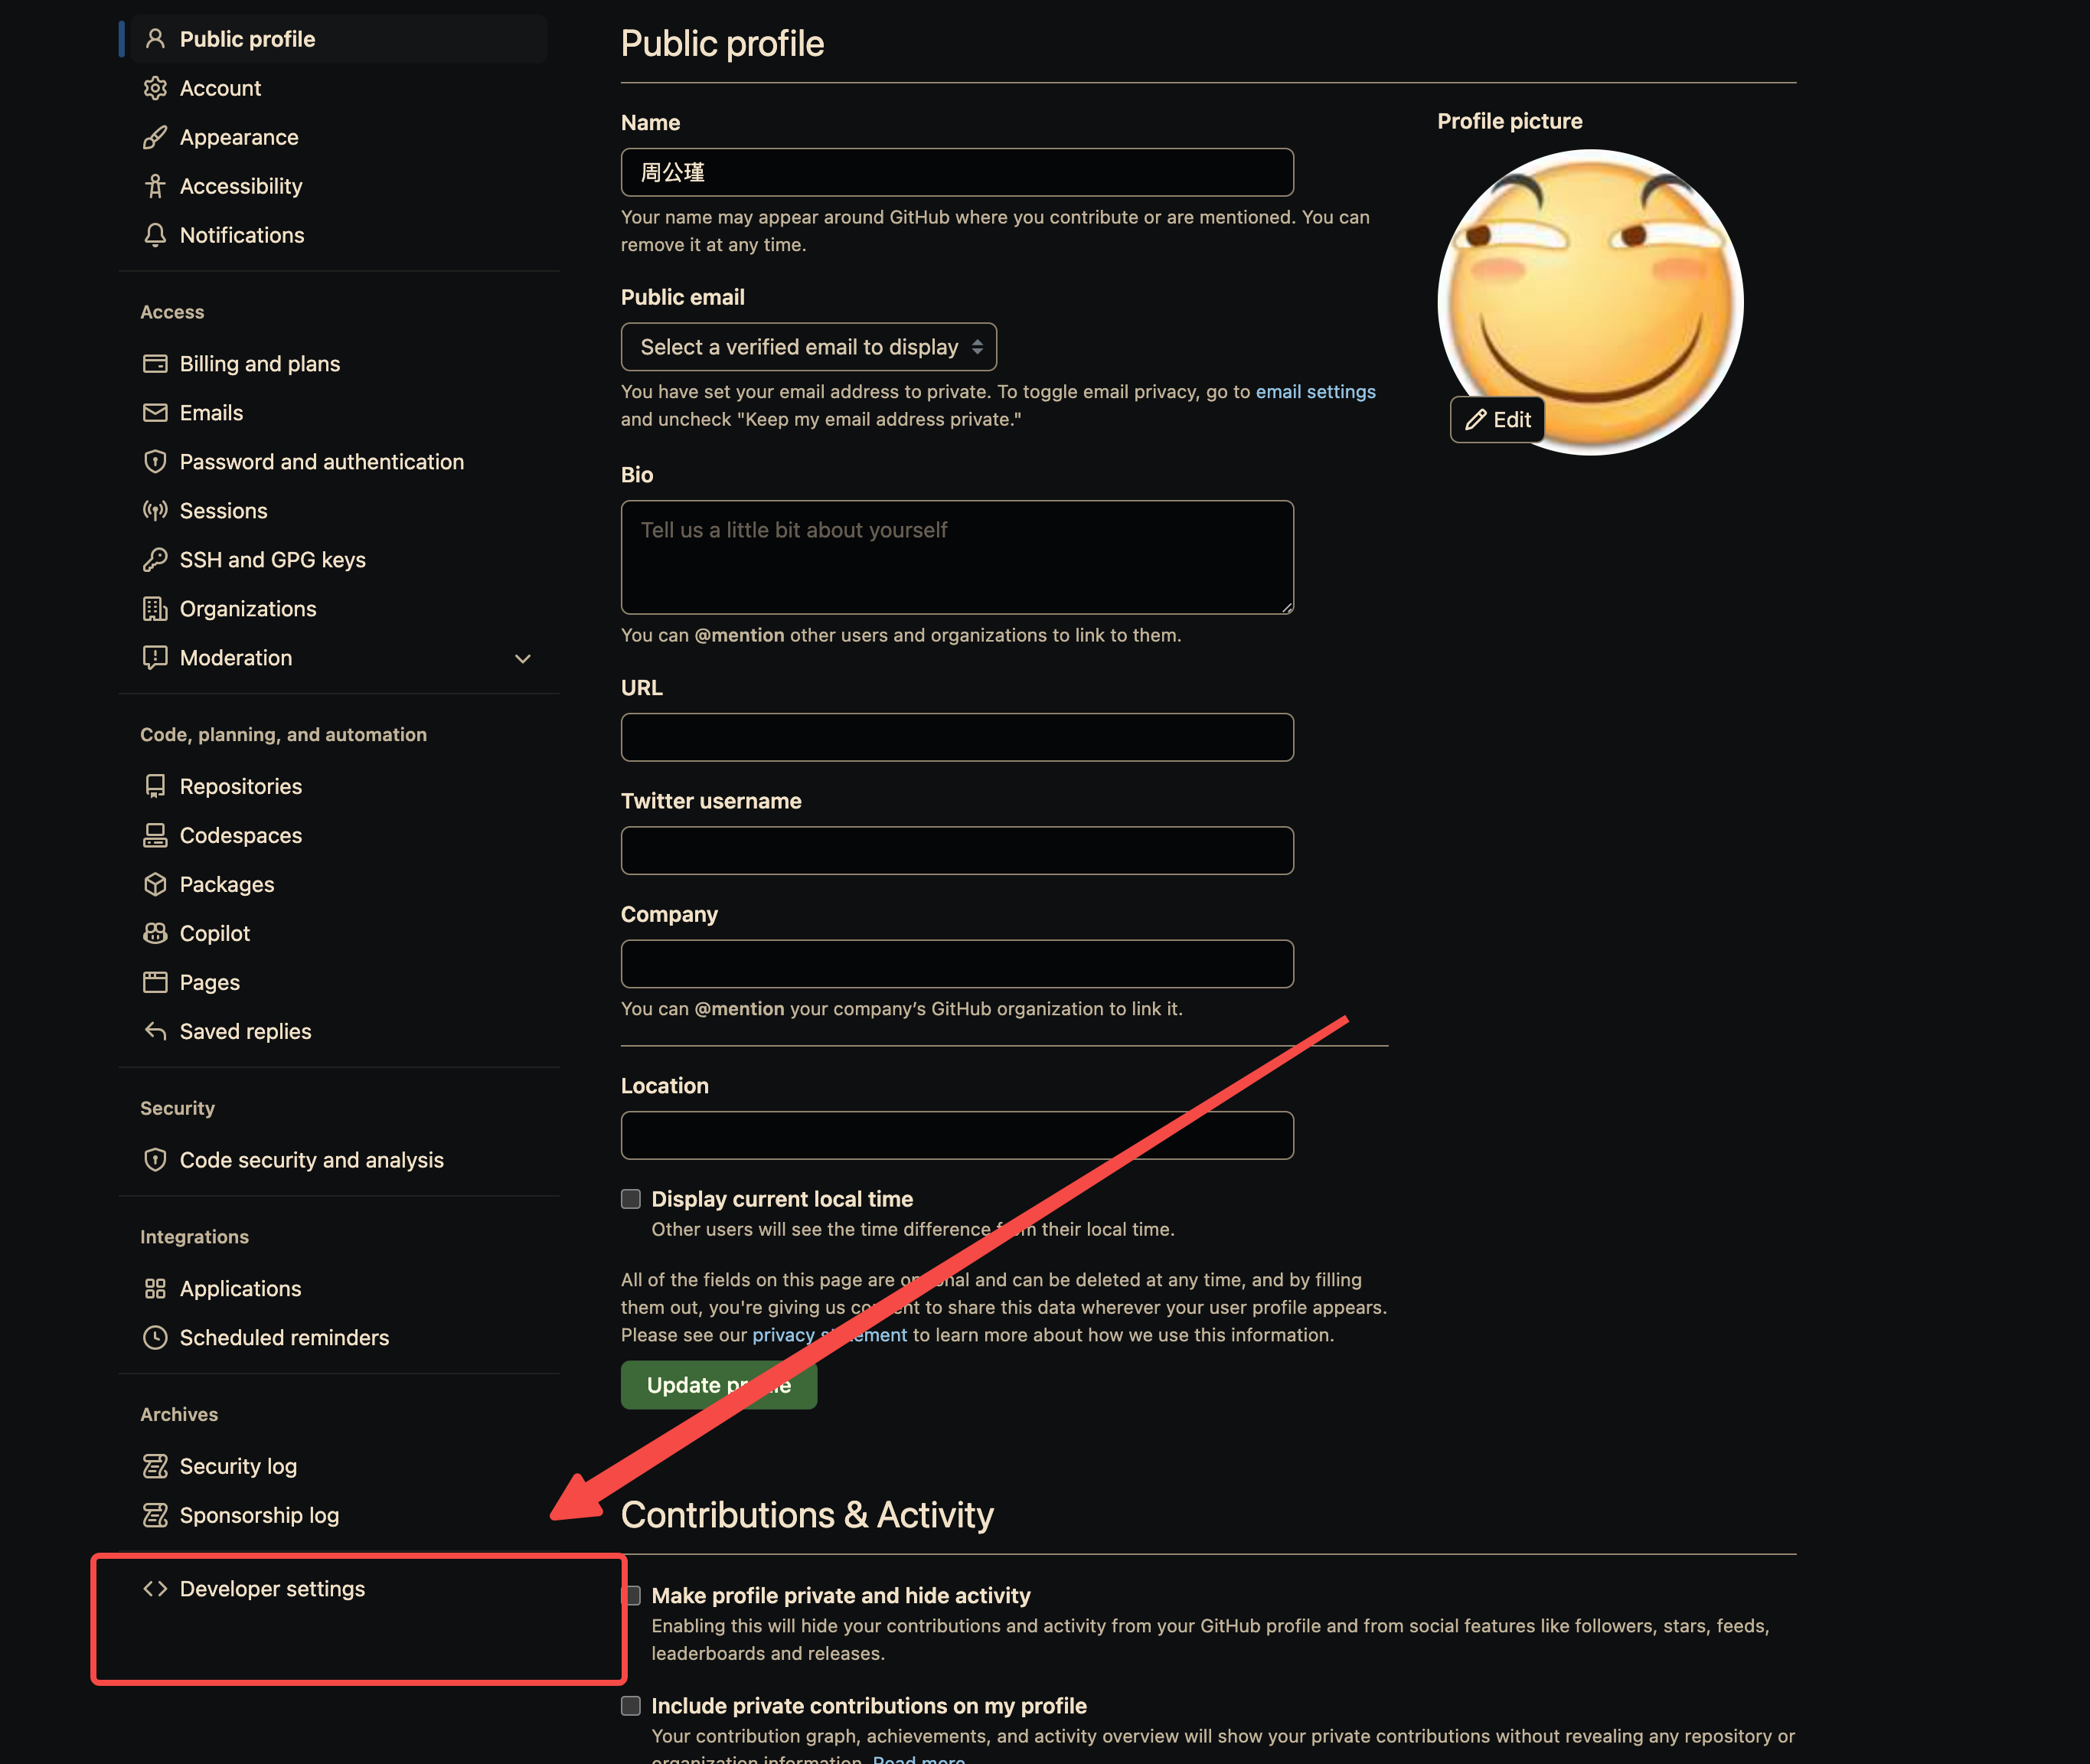 Public profile
Account
Appearance
Accessibility
Notifications
Access
Billing and plans
Emails
Password and authentication
Sessions
SSH and GPG keys
Organizations
Moderation
Code, planning, and automation
Repositories
Codespaces
Packages
Copilot
Pages
Saved replies
Security
Code security and analysis
Integrations
Applications
Scheduled reminders
Archives
Security log
Sponsorship log
Developer settings
Public profile
Name
周公瑾
Your name may appear around GitHub where you contribute or are mentioned. You can
remove it at any time.
Public email
Select a verified email to display
You have set your email address to private. To toggle email privacy, go to email settings
and uncheck "Keep my email address private."
Bio
Tell us a little bit about yourself
You can @mention other users and organizations to link to them.
URL
Twitter username
Company
You can @mention your company’s GitHub organization to link it.
Location
Display current local time
Other users will see the time difference from their local time.
All of the fields on this page are optional and can be deleted at any time, and by filling
them out, you're giving us consent to share this data wherever your user profile appears.
Please see our privacy statement to learn more about how we use this information.
Update profile
Profile picture
Edit
Contributions & Activity
Make profile private and hide activity
Enabling this will hide your contributions and activity from your GitHub profile and from social features like followers, stars, feeds,
leaderboards and releases.
Include private contributions on my profile
Your contribution graph, achievements, and activity overview will show your private contributions without revealing any repository or
organization information. Read more.